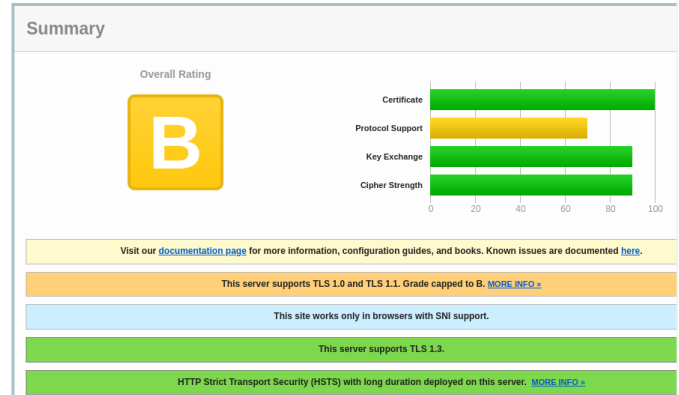 Summary
Overall Rating
B
Certificate
Protocol Support
Key Exchange
Cipher Strength
0 20 40 60 80 100
Visit our documentation page for more information, configuration guides, and books. Known issues are documented here.
This server supports TLS 1.0 and TLS 1.1. Grade capped to B. MORE INFO »
This site works only in browsers with SNI support.
This server supports TLS 1.3.
HTTP Strict Transport Security (HSTS) with long duration deployed on this server. MORE INFO »